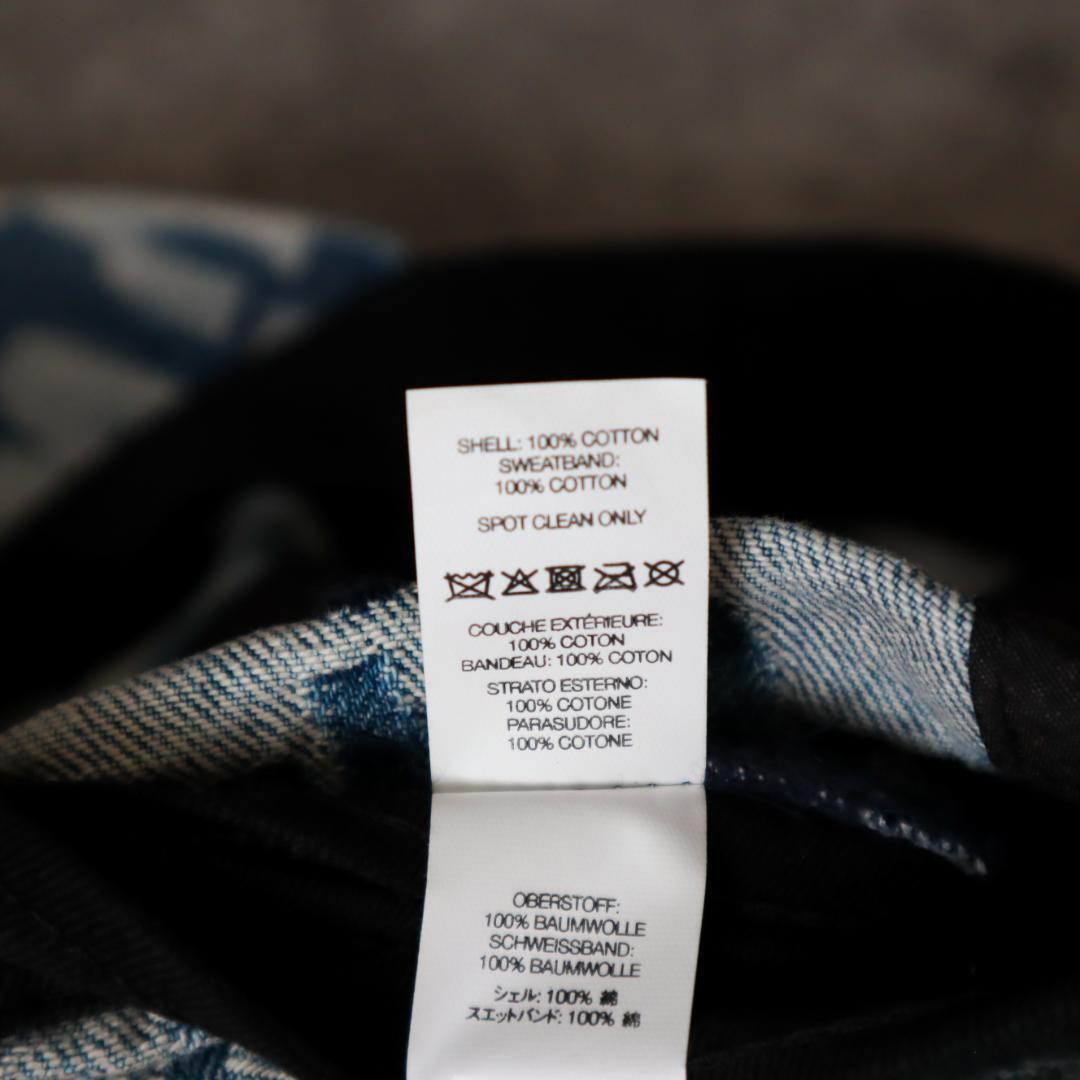 SHELL: 100% COTTON
SWEATBAND:
100% COTTON
SPOT CLEAN ONLY
COUCHE EXTÉRIEURE:
100% COTON
BANDEAU: 100% COTON
STRATO ESTERNO:
100% COTONE
PARASUDORE:
100% COTONE
OBERSTOFF:
100% BAUMWOLLE
SCHWEISSBAND:
100% BAUMWOLLE
シェル: 100% 綿
スエットバンド: 100% 綿